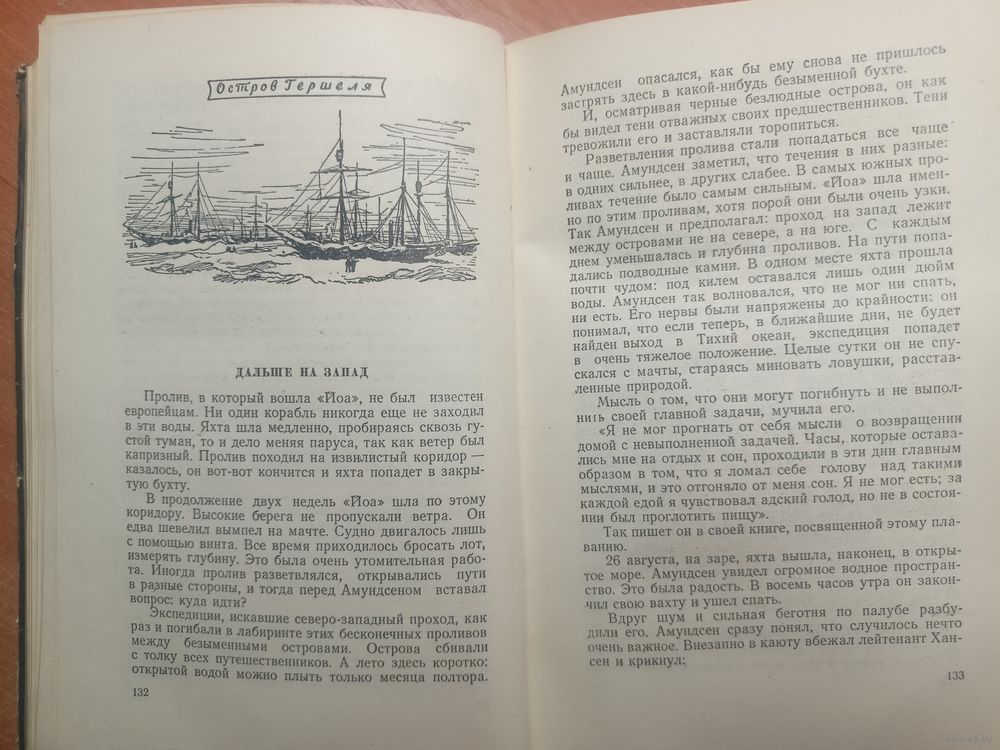 Остров Гершеля
ДАЛЬШЕ НА ЗАПАД
Пролив, в который вошла «Йоа», не был известен
европейцам. Ни один корабль никогда еще не заходил
в эти воды. Яхта шла медленно, пробираясь сквозь гу-
стой туман, то и дело меняя паруса, так как ветер был
капризный. Пролив походил на извилистый коридор —
казалось, он вот-вот кончится и яхта попадет в закры-
тую бухту.
В продолжение двух недель «Йоа» шла по этому
коридору. Высокие берега не пропускали ветра. Он
едва шевелил вымпел на мачте. Судно двигалось лишь
с помощью винта. Все время приходилось бросать лот,
измерять глубину. Это была очень утомительная рабо-
та. Иногда пролив разветвлялся, открывались пути
в разные стороны, и тогда перед Амундсеном вставал
вопрос: куда идти?
Экспедиции, искавшие северо-западный проход, как
раз и погибали в лабиринте этих бесконечных проливов
между безыменными островами. Острова сбивали
с толку всех путешественников. А лето здесь коротко:
открытой водой можно плыть только месяца полтора.
132
Амундсен опасался, как бы ему снова не пришлось
застрять здесь в какой-нибудь безыменной бухте.
И, осматривая черные безлюдные острова, он как
бы видел тени отважных своих предшественников. Тени
тревожили его и заставляли торопиться.
Разветвления пролива стали попадаться все чаще
и чаще. Амундсен заметил, что течения в них разные:
в одних сильнее, в других слабее. В самых южных про-
ливах течение было самым сильным. «Йоа» шла имен-
но по этим проливам, хотя порой они были очень узки.
Так Амундсен и предполагал: проход на запад лежит
между островами не на севере, а на юге. С каждым
днем уменьшалась и глубина проливов. На пути попа-
дались подводные камни. В одном месте яхта прошла
почти чудом: под килем оставался лишь один дюйм
воды. Амундсен так волновался, что не мог ни спать,
ни есть. Его нервы были напряжены до крайности: он
понимал, что если теперь, в ближайшие дни, не будет
найден выход в Тихий океан, экспедиция попадет
в очень тяжелое положение. Целые сутки он не спу-
скался с мачты, стараясь миновать ловушки, расстав-
ленные природой.
Мысль о том, что они могут погибнуть и не выпол-
нить своей главной задачи, мучила его.
«Я не мог прогнать от себя мысли о возвращении
домой с невыполненной задачей. Часы, которые остава-
лись мне на отдых и сон, проходили в эти дни главным
образом в том, что я ломал себе голову над такими
мыслями, и это отгоняло от меня сон. Я не мог есть; за
каждой едой я чувствовал адский голод, но не в состоя-
нии был проглотить пищу».
Так пишет он в своей книге, посвященной этому пла-
ванию.
26 августа, на заре, яхта вышла, наконец, в откры-
тое море. Амундсен увидел огромное водное простран-
ство. Это была радость. В восемь часов утра он закон-
чил свою вахту и ушел спать.
Вдруг шум и сильная беготня по палубе разбу-
дили его. Амундсен сразу понял, что случилось нечто
очень важное. Внезапно в каюту вбежал лейтенант Хан-
сен и крикнул:
133
www.ay.by